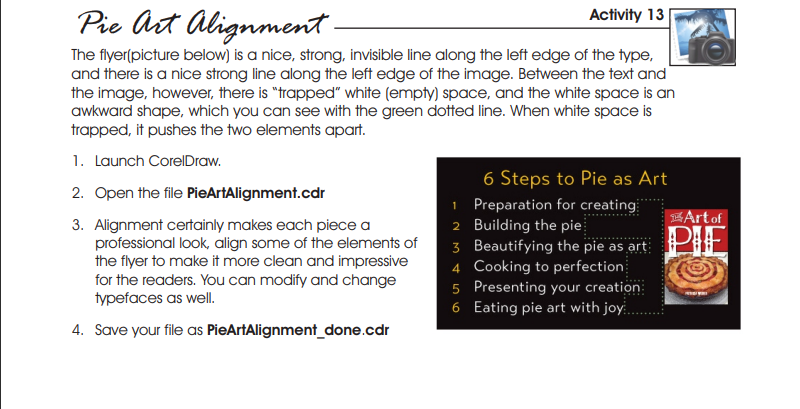 Pie Art Alignment
Activity 13
The flyer(picture below) is a nice, strong, invisible line along the left edge of the type,
and there is a nice strong line along the left edge of the image. Between the text and
the image, however, there is “trapped” white (empty) space, and the white space is an
awkward shape, which you can see with the green dotted line. When white space is
trapped, it pushes the two elements apart.
1. Launch CorelDraw.
2. Open the file PieArtAlignment.cdr
3. Alignment certainly makes each piece a
professional look, align some of the elements of
the flyer to make it more clean and impressive
for the readers. You can modify and change
typefaces as well.
4. Save your file as PieArtAlignment_done.cdr
6 Steps to Pie as Art
1 Preparation for creating
2 Building the pie
3 Beautifying the pie as art
4 Cooking to perfection
5 Presenting your creation
6 Eating pie art with joy
THE Art of
PIE